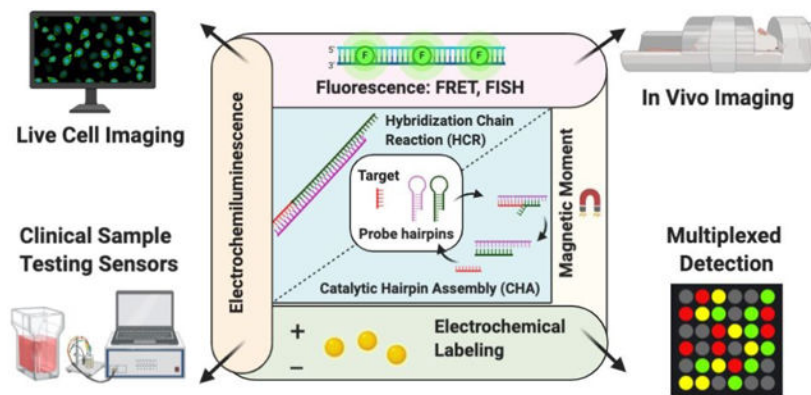 Live Cell Imaging
5'
3'
F
F
F
Fluorescence: FRET, FISH
In Vivo Imaging
Electrochemiluminescence
Hybridization Chain
Reaction (HCR)
Target
Probe hairpins
Catalytic Hairpin Assembly (CHA)
Magnetic Moment
Clinical Sample
Testing Sensors
Multiplexed
Detection
+
−
Electrochemical
Labeling